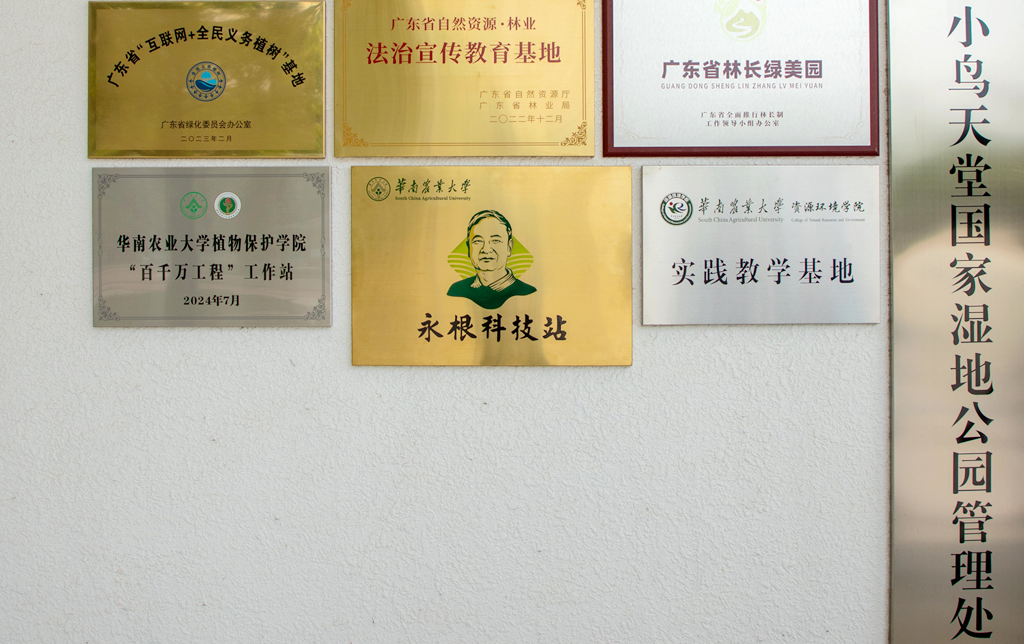 广东省“互联网+全民义务植树”基地
广东省绿化委员会办公室
二〇二三年二月
广东省自然资源·林业
法治宣传教育基地
广东省自然资源厅
广东省林业局
二〇二二年十二月
广东省林长绿美园
GUANG DONG SHENG LIN ZHANG LV MEI YUAN
广东省全面推行林长制
工作领导小组办公室
华南农业大学植物保护学院
“百千万工程”工作站
2024年7月
華南農業大学
South China Agricultural University
永根科技站
華南農業大学 资源环境学院
South China Agricultural University College of Natural Resources and Environment
实践教学基地
小鸟天堂国家湿地公园管理处